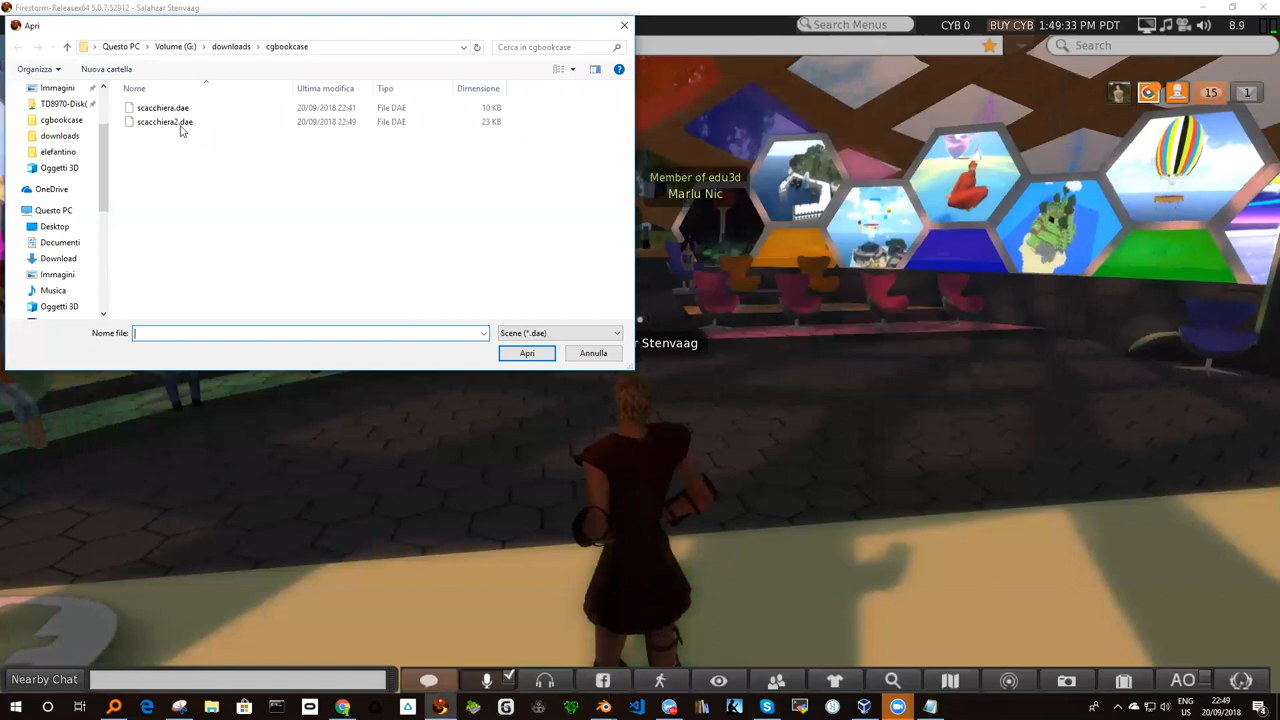 Firestorm-Releasex64 5.0.7.52912
Apri
Search Menus
CYB 0
BUY CYB
1:49:33 PM PDT
8.9
Questo PC
Volume (G:)
downloads
cgbookcase
Cerca in cgbookcase
Search
Organizza
Nuova cartella
15
1
Immagini
TD8970-Disk(
cgbookcase
downloads
elefantino
Oggetti 3D
OneDrive
Questo PC
Desktop
Documenti
Download
Immagini
Musica
Oggetti 3D
Nome
Ultima modifica
Tipo
Dimensione
scacchiera.dae
20/09/2018 22:41
File DAE
10 KB
scacchiera2.dae
20/09/2018 22:49
File DAE
23 KB
Member of edu3d
Marlu Nic
Nome file:
Scene (*.dae)
Apri
Annulla
r Stenvaag
Nearby Chat
AO
ENG
US
22:49
20/09/2018
4